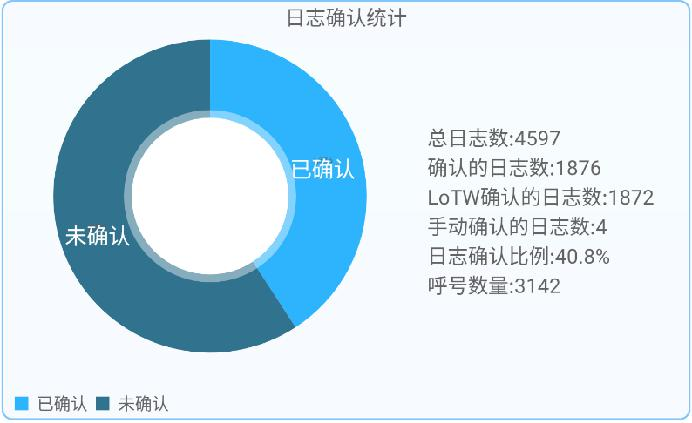 日志确认统计
已确认
未确认
总日志数:4597
确认的日志数:1876
LoTW确认的日志数:1872
手动确认的日志数:4
日志确认比例:40.8%
呼号数量:3142
已确认 未确认